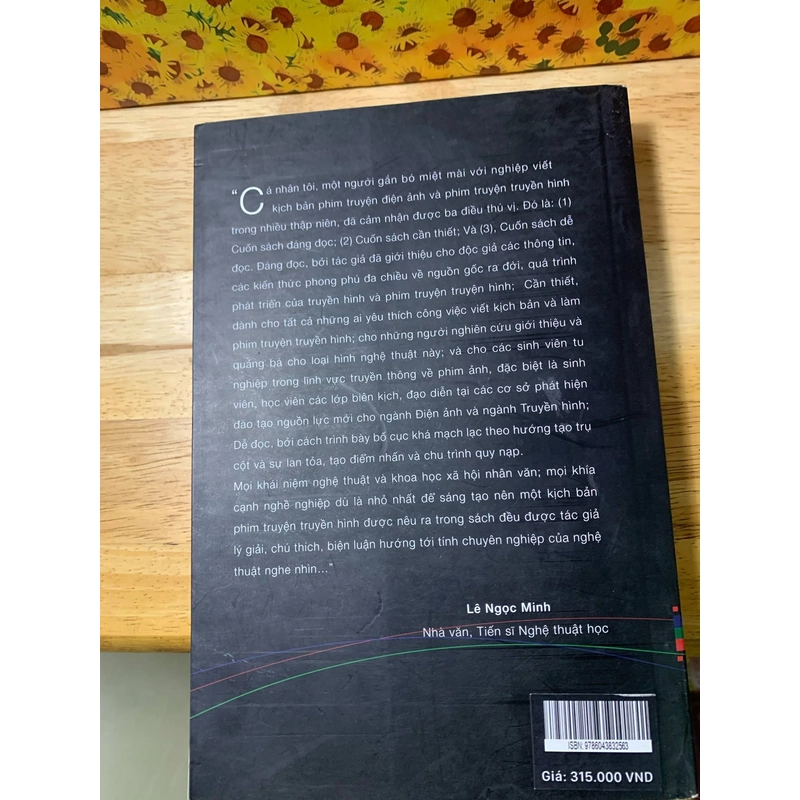 “Cá nhân tôi, một người gắn bó miệt mài với nghiệp viết
kịch bản phim truyện điện ảnh và phim truyện truyền hình
trong nhiều thập niên, đã cảm nhận được ba điều thú vị. Đó là: (1)
Cuốn sách đáng đọc; (2) Cuốn sách cần thiết; Và (3), Cuốn sách dễ
đọc. Đáng đọc, bởi tác giả đã giới thiệu cho độc giả các thông tin,
các kiến thức phong phú đa chiều về nguồn gốc ra đời, quá trình
phát triển của truyền hình và phim truyện truyện hình; Cần thiết,
dành cho tất cả những ai yêu thích công việc viết kịch bản và làm
phim truyện truyền hình; cho những người nghiên cứu giới thiệu và
quảng bá cho loại hình nghệ thuật này; và cho các sinh viên tu
nghiệp trong lĩnh vực truyền thông về phim ảnh, đặc biệt là sinh
viên, học viên các lớp biên kịch, đạo diễn tại các cơ sở phát hiện
đào tạo nguồn lực mới cho ngành Điện ảnh và ngành Truyền hình;
Dễ đọc, bởi cách trình bày bố cục khá mạch lạc theo hướng tạo trụ
cột và sự lan tỏa, tạo điểm nhấn và chu trình quy nạp.
Mọi khái niệm nghệ thuật và khoa học xã hội nhân văn; mọi khía
cạnh nghề nghiệp dù là nhỏ nhất để sáng tạo nên một kịch bản
phim truyện truyền hình được nêu ra trong sách đều được tác giả
lý giải, chú thích, biện luận hướng tới tính chuyên nghiệp của nghệ
thuật nghe nhìn...”
Lê Ngọc Minh
Nhà văn, Tiến sĩ Nghệ thuật học
ISBN: 9786043832563
Giá: 315.000 VND